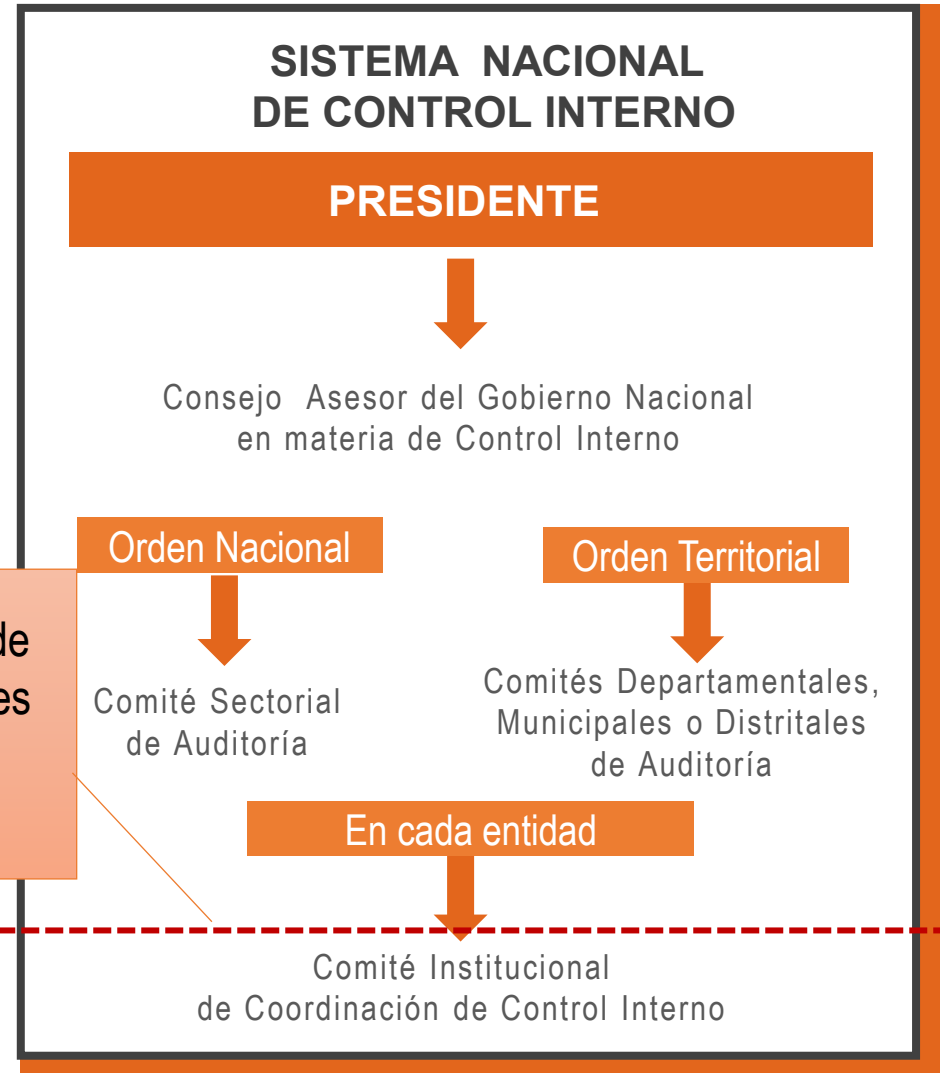 SISTEMA NACIONAL
DE CONTROL INTERNO
PRESIDENTE
Consejo Asesor del Gobierno Nacional
en materia de Control Interno
Orden Nacional
Orden Territorial
Comité Sectorial
de Auditoría
Comités Departamentales,
Municipales o Distritales
de Auditoría
En cada entidad
Comité Institucional
de Coordinación de Control Interno